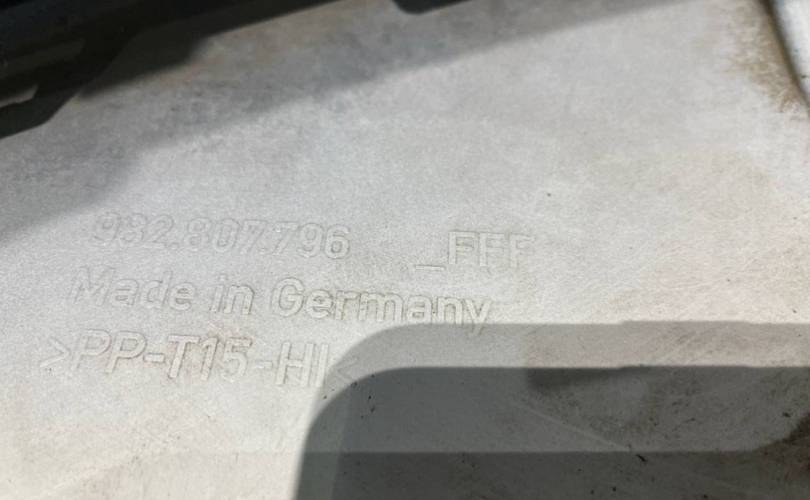 982.807.796 _FFF
Made in Germany
>PP-T15-HI<